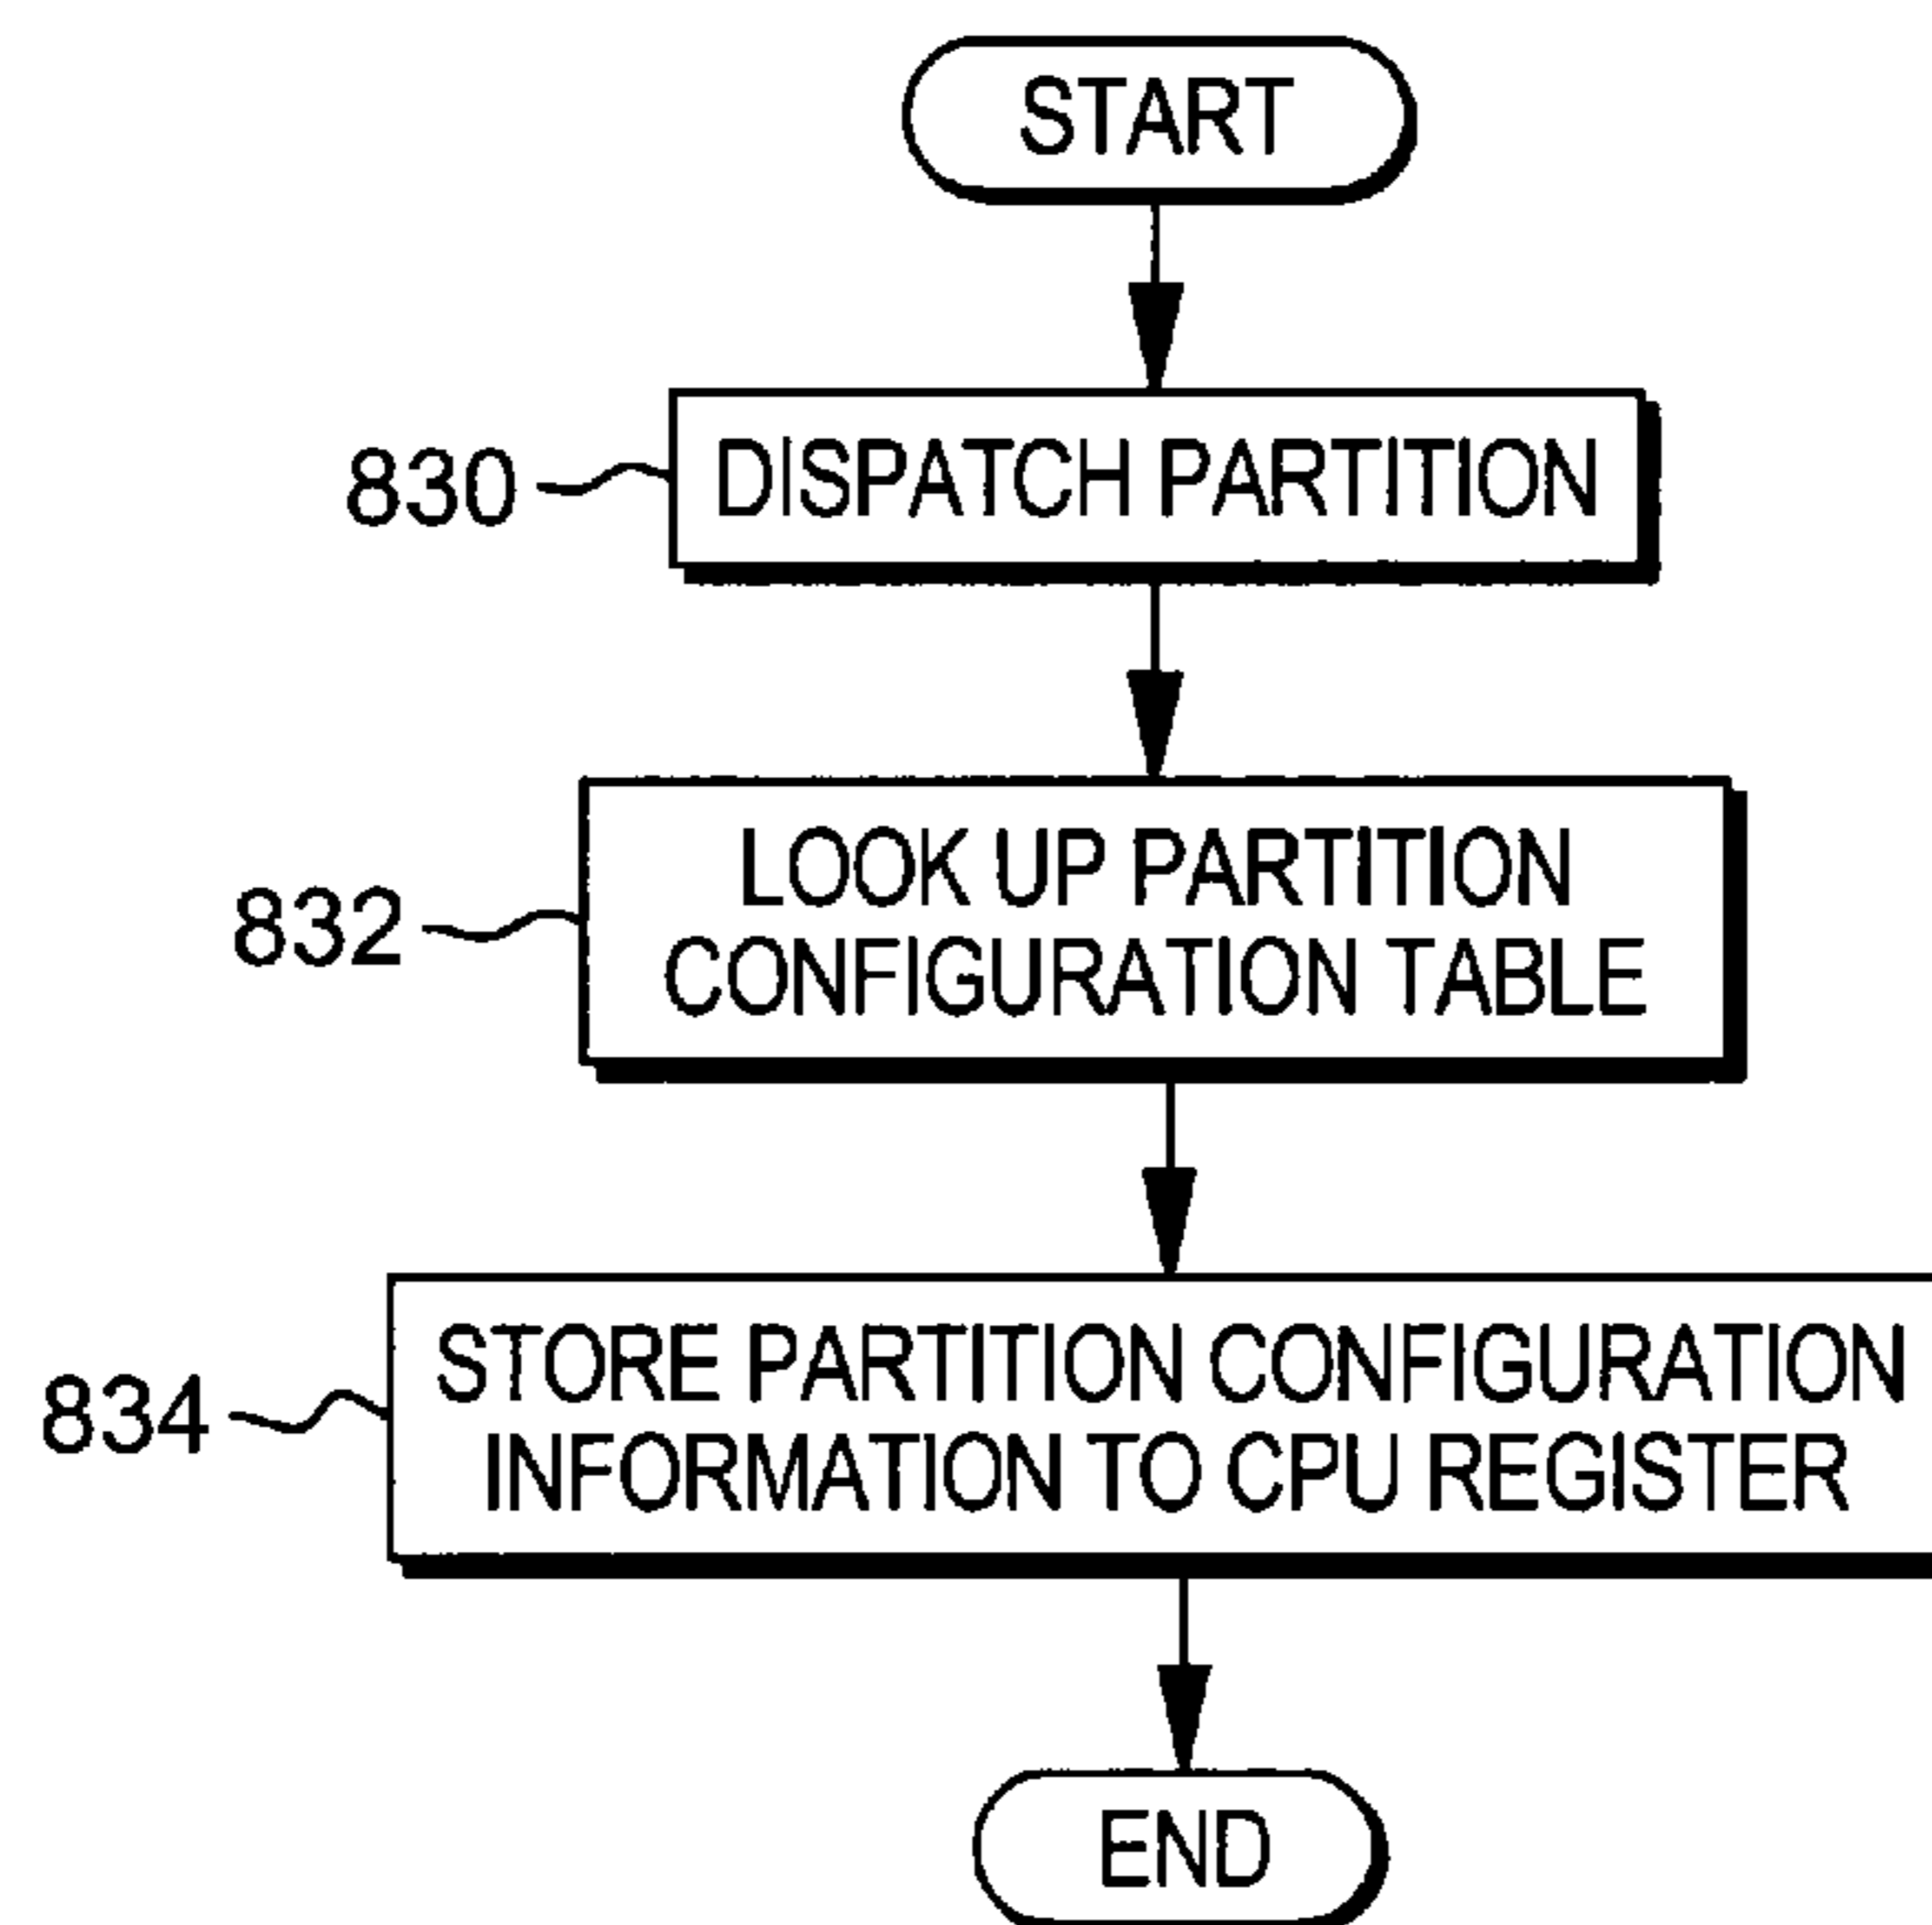 START
830
DISPATCH PARTITION
832
LOOK UP PARTITION
CONFIGURATION TABLE
834
STORE PARTITION CONFIGURATION
INFORMATION TO CPU REGISTER
END